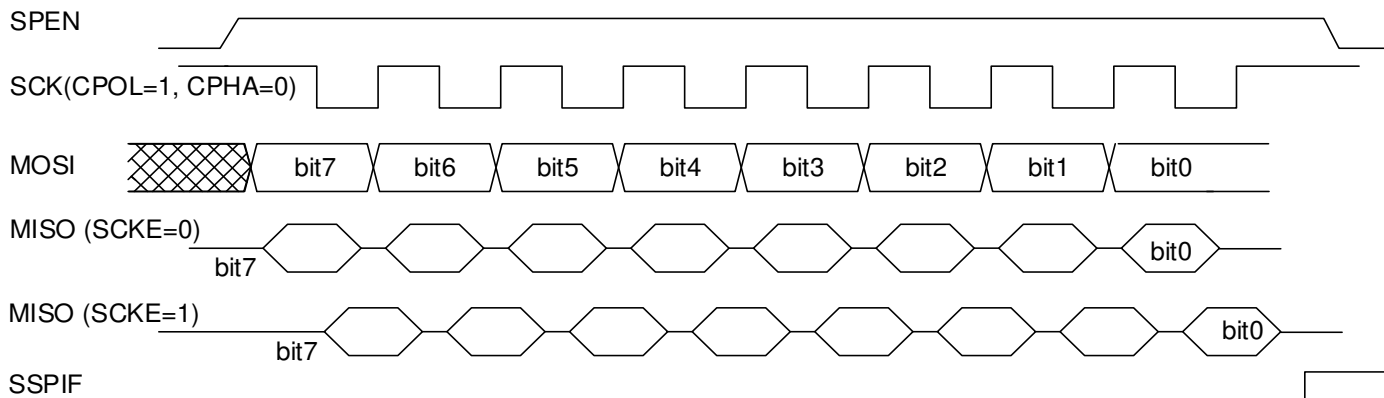 SPEN
SCK(CPOL=1, CPHA=0)
MOSI bit7 bit6 bit5 bit4 bit3 bit2 bit1 bit0
MISO (SCKE=0)
bit7 bit0
MISO (SCKE=1)
bit7 bit0
SSPIF